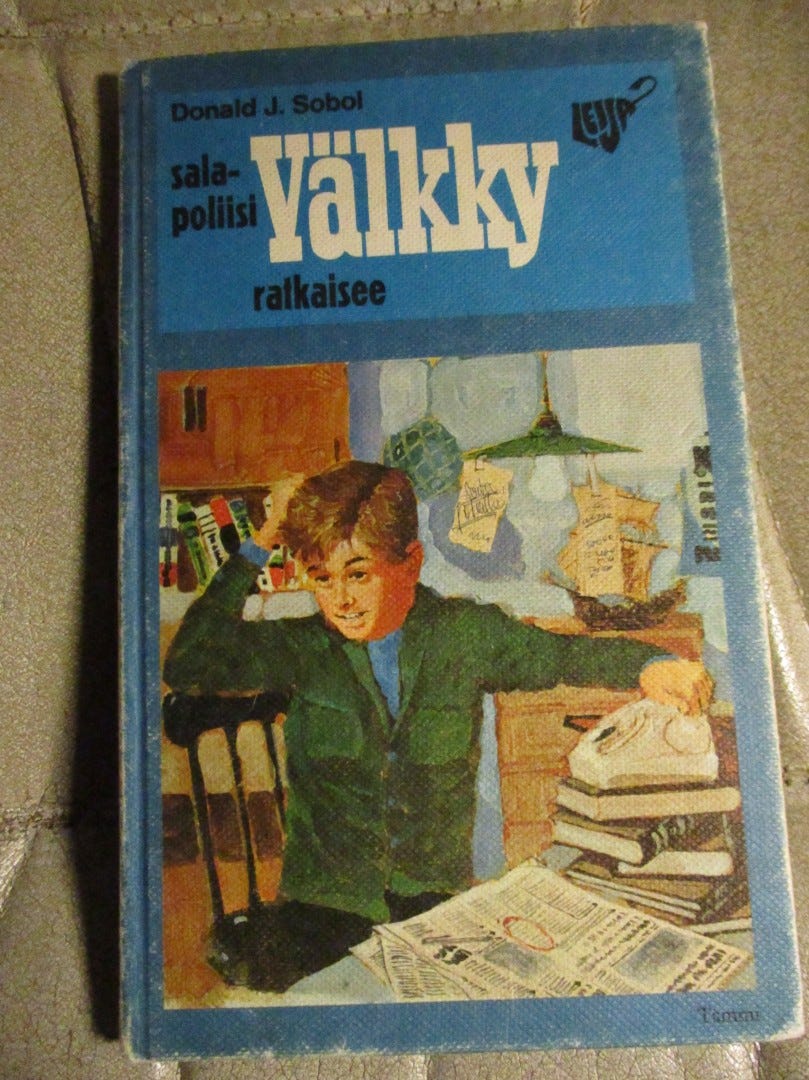 Donald J. Sobol
LEIJA
sala-
poliisi
Välkky
ratkaisee
Tammi